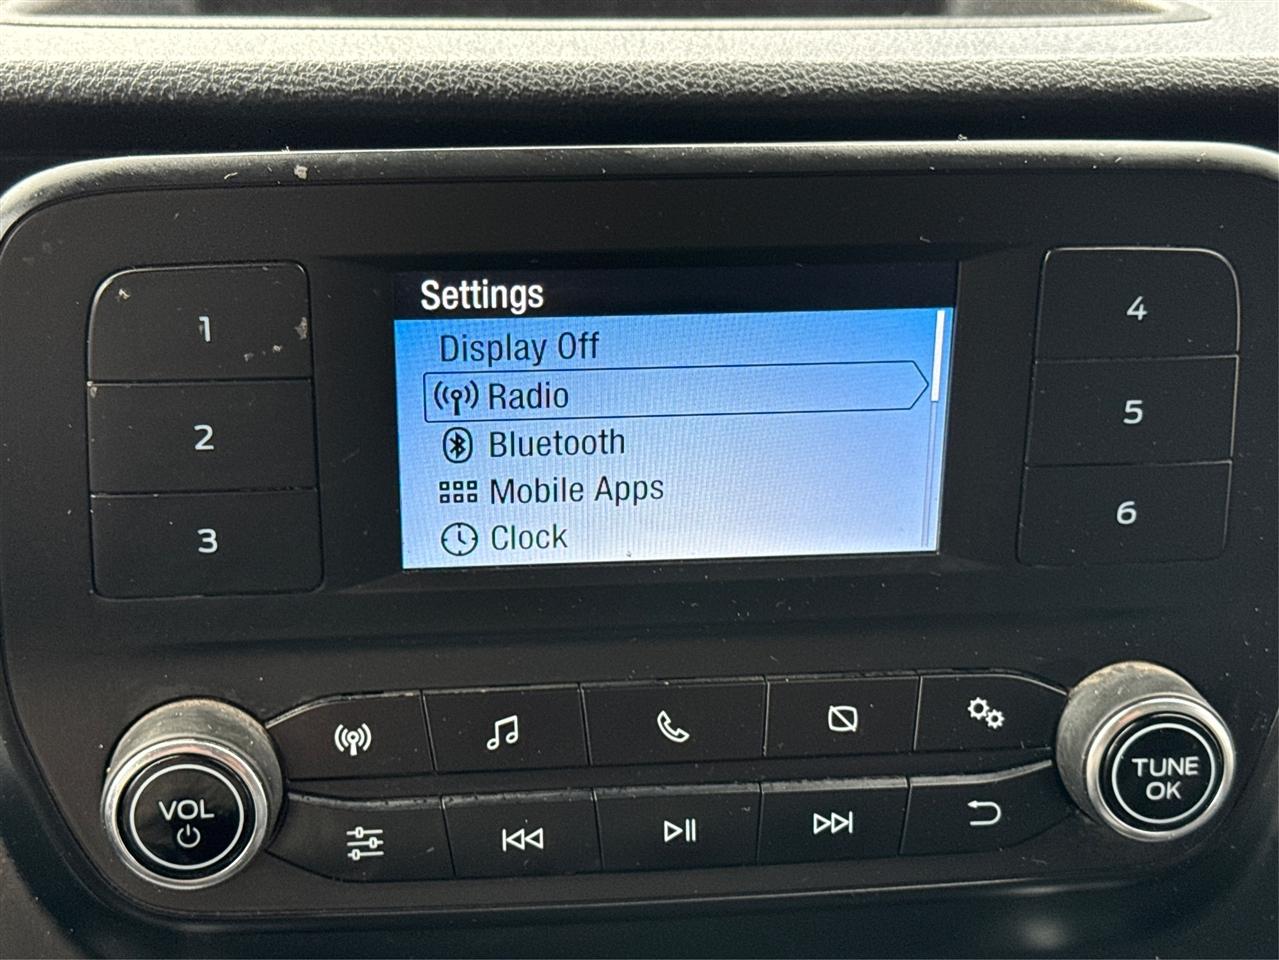 Settings
Display Off
Radio
Bluetooth
Mobile Apps
Clock
1
2
3
4
5
6
VOL
TUNE
OK